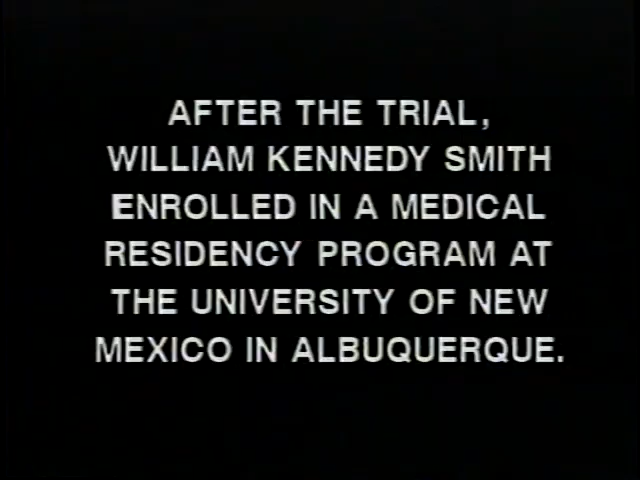 AFTER THE TRIAL,
WILLIAM KENNEDY SMITH
ENROLLED IN A MEDICAL
RESIDENCY PROGRAM AT
THE UNIVERSITY OF NEW
MEXICO IN ALBUQUERQUE.